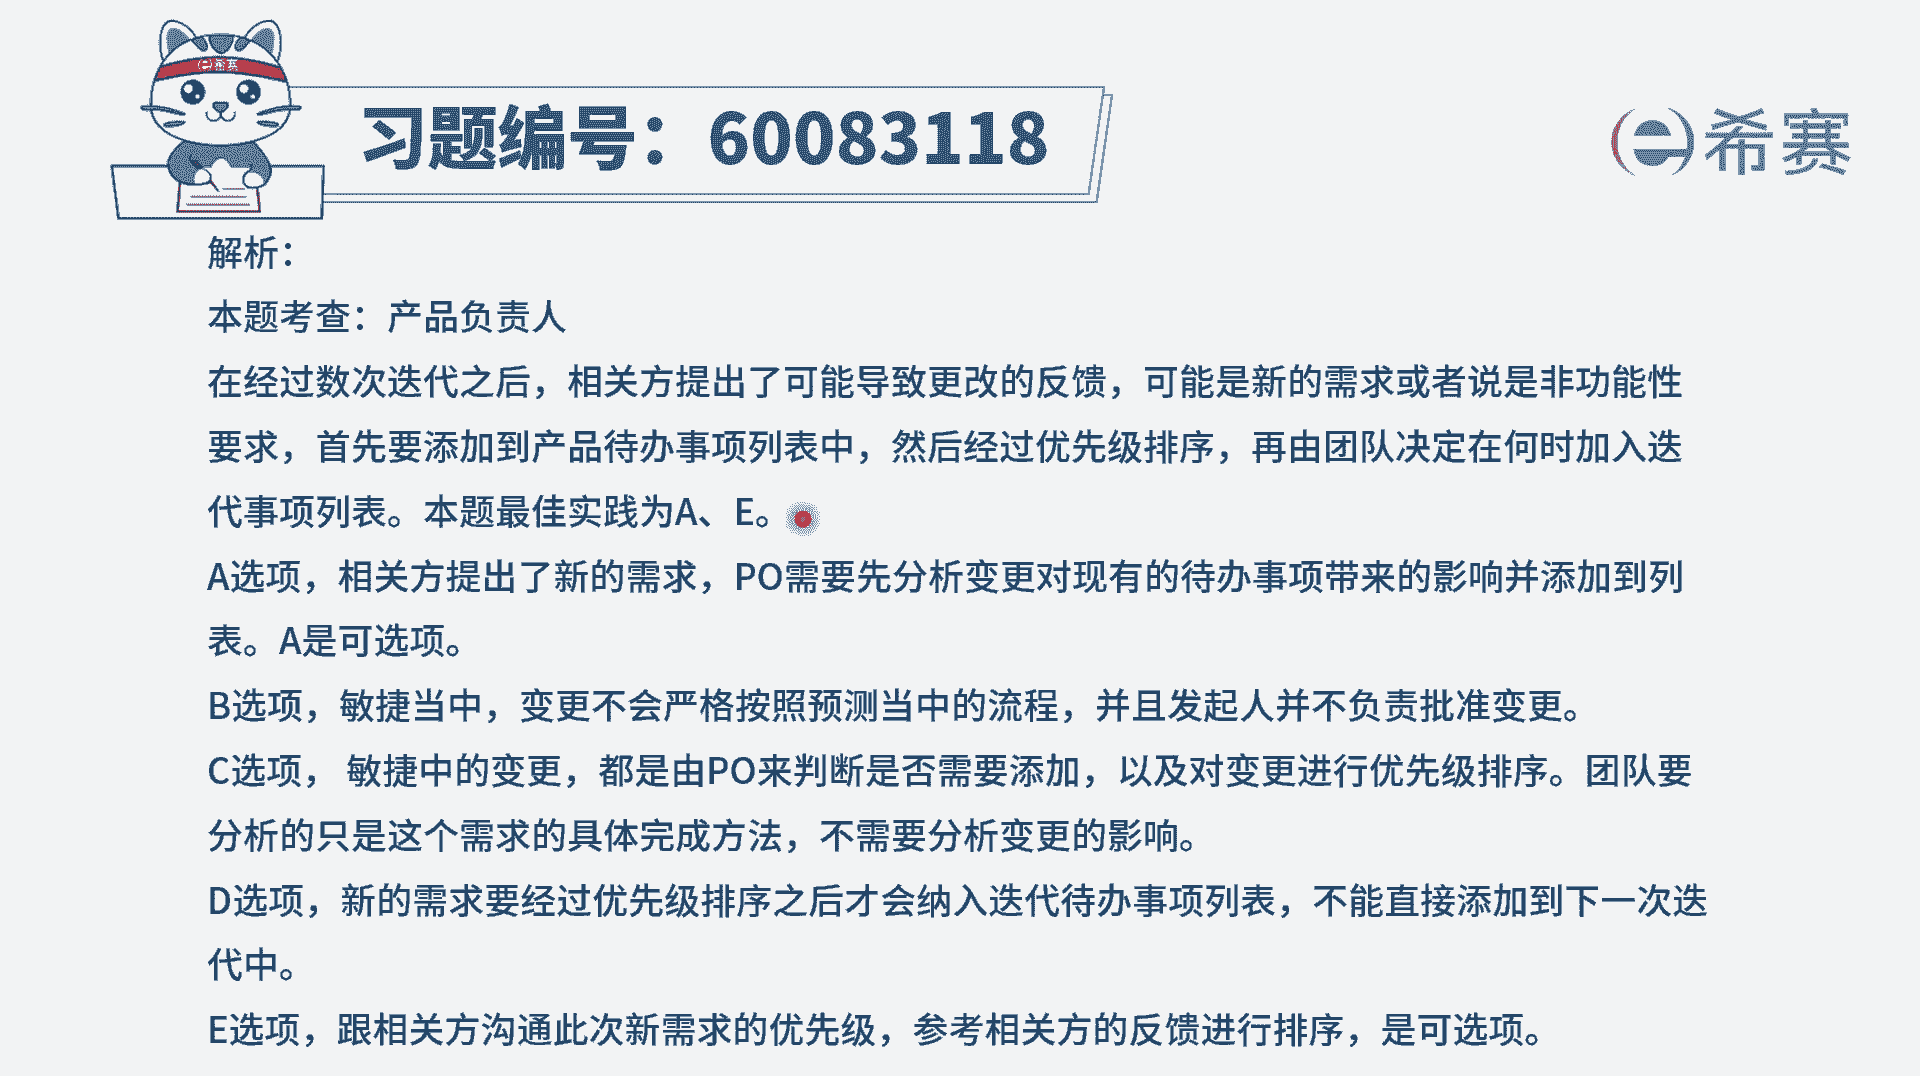 e希赛
习题编号：60083118
e希赛
解析：
本题考查：产品负责人
在经过数次迭代之后，相关方提出了可能导致更改的反馈，可能是新的需求或者说是非功能性
要求，首先要添加到产品待办事项列表中，然后经过优先级排序，再由团队决定在何时加入迭
代事项列表。本题最佳实践为A、E。
A选项，相关方提出了新的需求，PO需要先分析变更对现有的待办事项带来的影响并添加到列
表。A是可选项。
B选项，敏捷当中，变更不会严格按照预测当中的流程，并且发起人并不负责批准变更。
C选项， 敏捷中的变更，都是由PO来判断是否需要添加，以及对变更进行优先级排序。团队要
分析的只是这个需求的具体完成方法，不需要分析变更的影响。
D选项，新的需求要经过优先级排序之后才会纳入迭代待办事项列表，不能直接添加到下一次迭
代中。
E选项，跟相关方沟通此次新需求的优先级，参考相关方的反馈进行排序，是可选项。